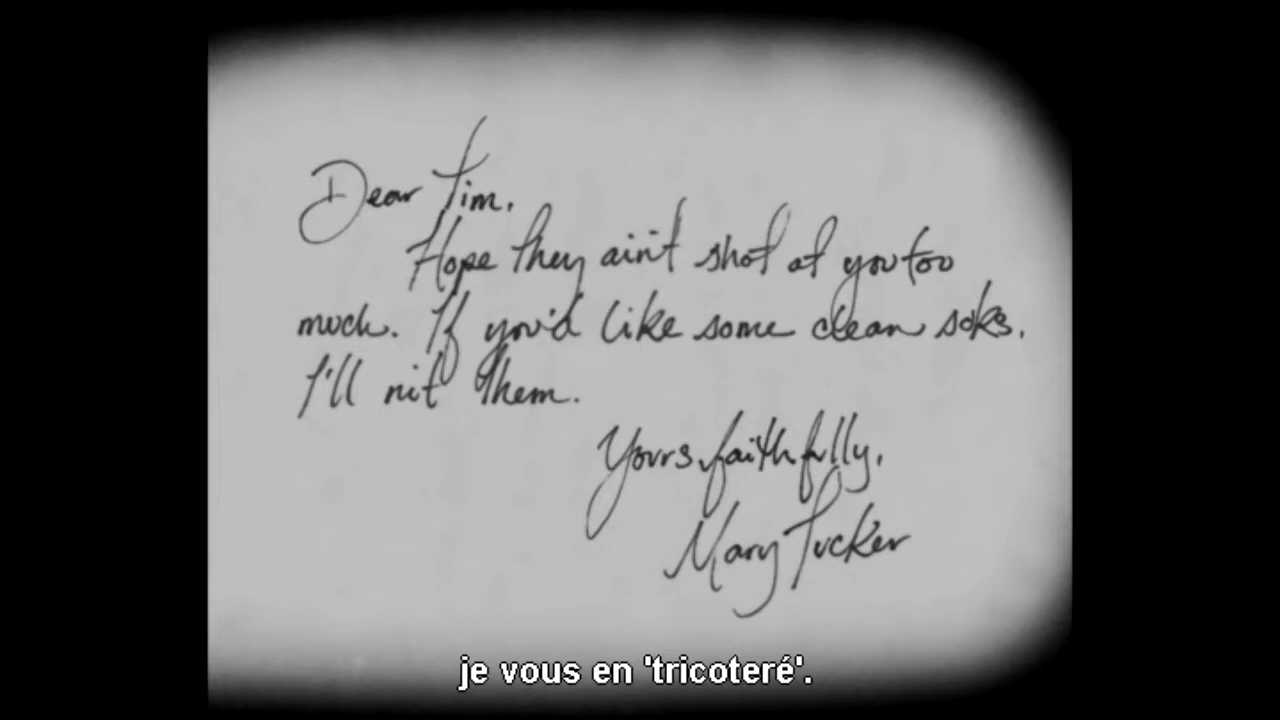 Dear Tim.
Hope they ain't shot at you too
much. If you'd like some clean soks.
I'll nit them.
Yours faithfully,
Mary Tucker
je vous en 'tricoteré'.